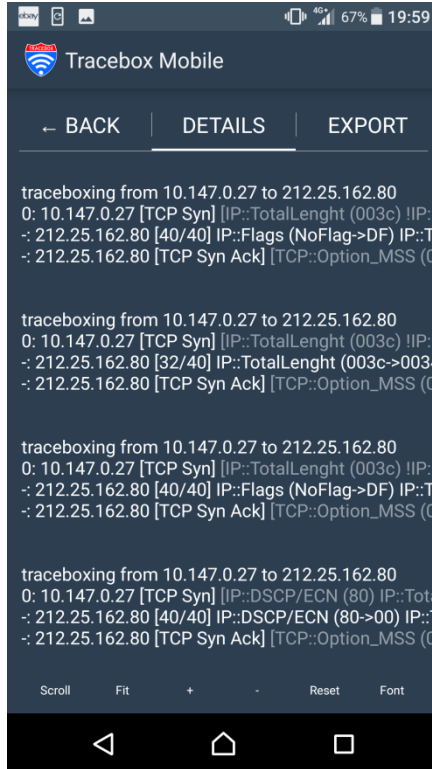 ebay
4G+ 67% 19:59
TRACEBOX
Tracebox Mobile
← BACK DETAILS EXPORT
traceboxing from 10.147.0.27 to 212.25.162.80
0: 10.147.0.27 [TCP Syn] [IP::TotalLenght (003c) !IP:
-: 212.25.162.80 [40/40] IP::Flags (NoFlag->DF) IP::T
-: 212.25.162.80 [TCP Syn Ack] [TCP::Option_MSS (0
traceboxing from 10.147.0.27 to 212.25.162.80
0: 10.147.0.27 [TCP Syn] [IP::TotalLenght (003c) !IP:
-: 212.25.162.80 [32/40] IP::TotalLenght (003c->003
-: 212.25.162.80 [TCP Syn Ack] [TCP::Option_MSS (0
traceboxing from 10.147.0.27 to 212.25.162.80
0: 10.147.0.27 [TCP Syn] [IP::TotalLenght (003c) !IP:
-: 212.25.162.80 [40/40] IP::Flags (NoFlag->DF) IP::T
-: 212.25.162.80 [TCP Syn Ack] [TCP::Option_MSS (0
traceboxing from 10.147.0.27 to 212.25.162.80
0: 10.147.0.27 [TCP Syn] [IP::DSCP/ECN (80) IP::Tot
-: 212.25.162.80 [40/40] IP::DSCP/ECN (80->00) IP::
-: 212.25.162.80 [TCP Syn Ack] [TCP::Option_MSS (0
Scroll Fit + - Reset Font